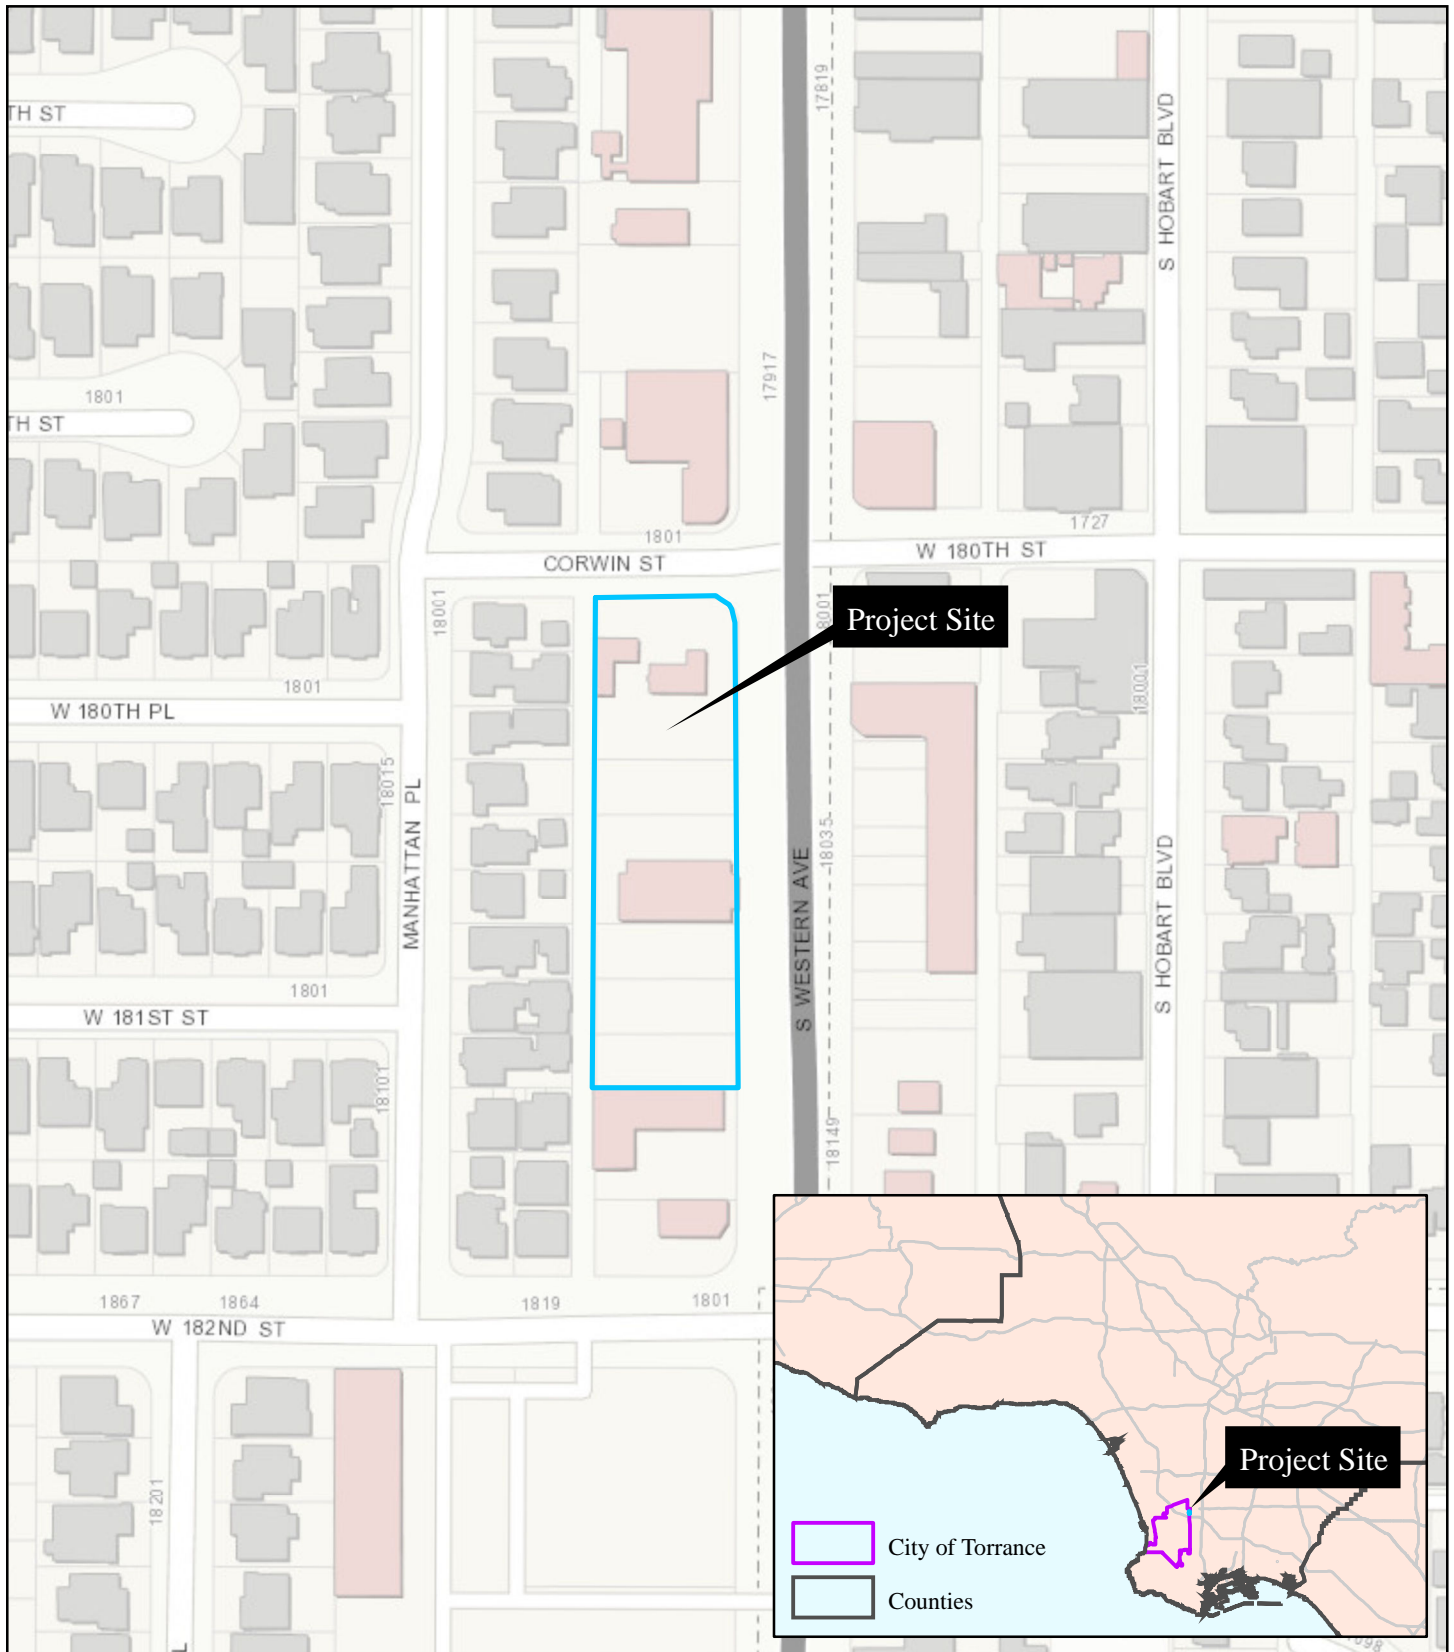 TH ST
17819
S HOBART BLVD
1801
TH ST
17917
1801
1727
CORWIN ST
W 180TH ST
18001
8001
Project Site
18001
1801
W 180TH PL
18015
MANHATTAN PL
18035
S WESTERN AVE
S HOBART BLVD
1801
W 181ST ST
18101
18149
1867
1864
1819
1801
W 182ND ST
18201
Project Site
City of Torrance
Counties